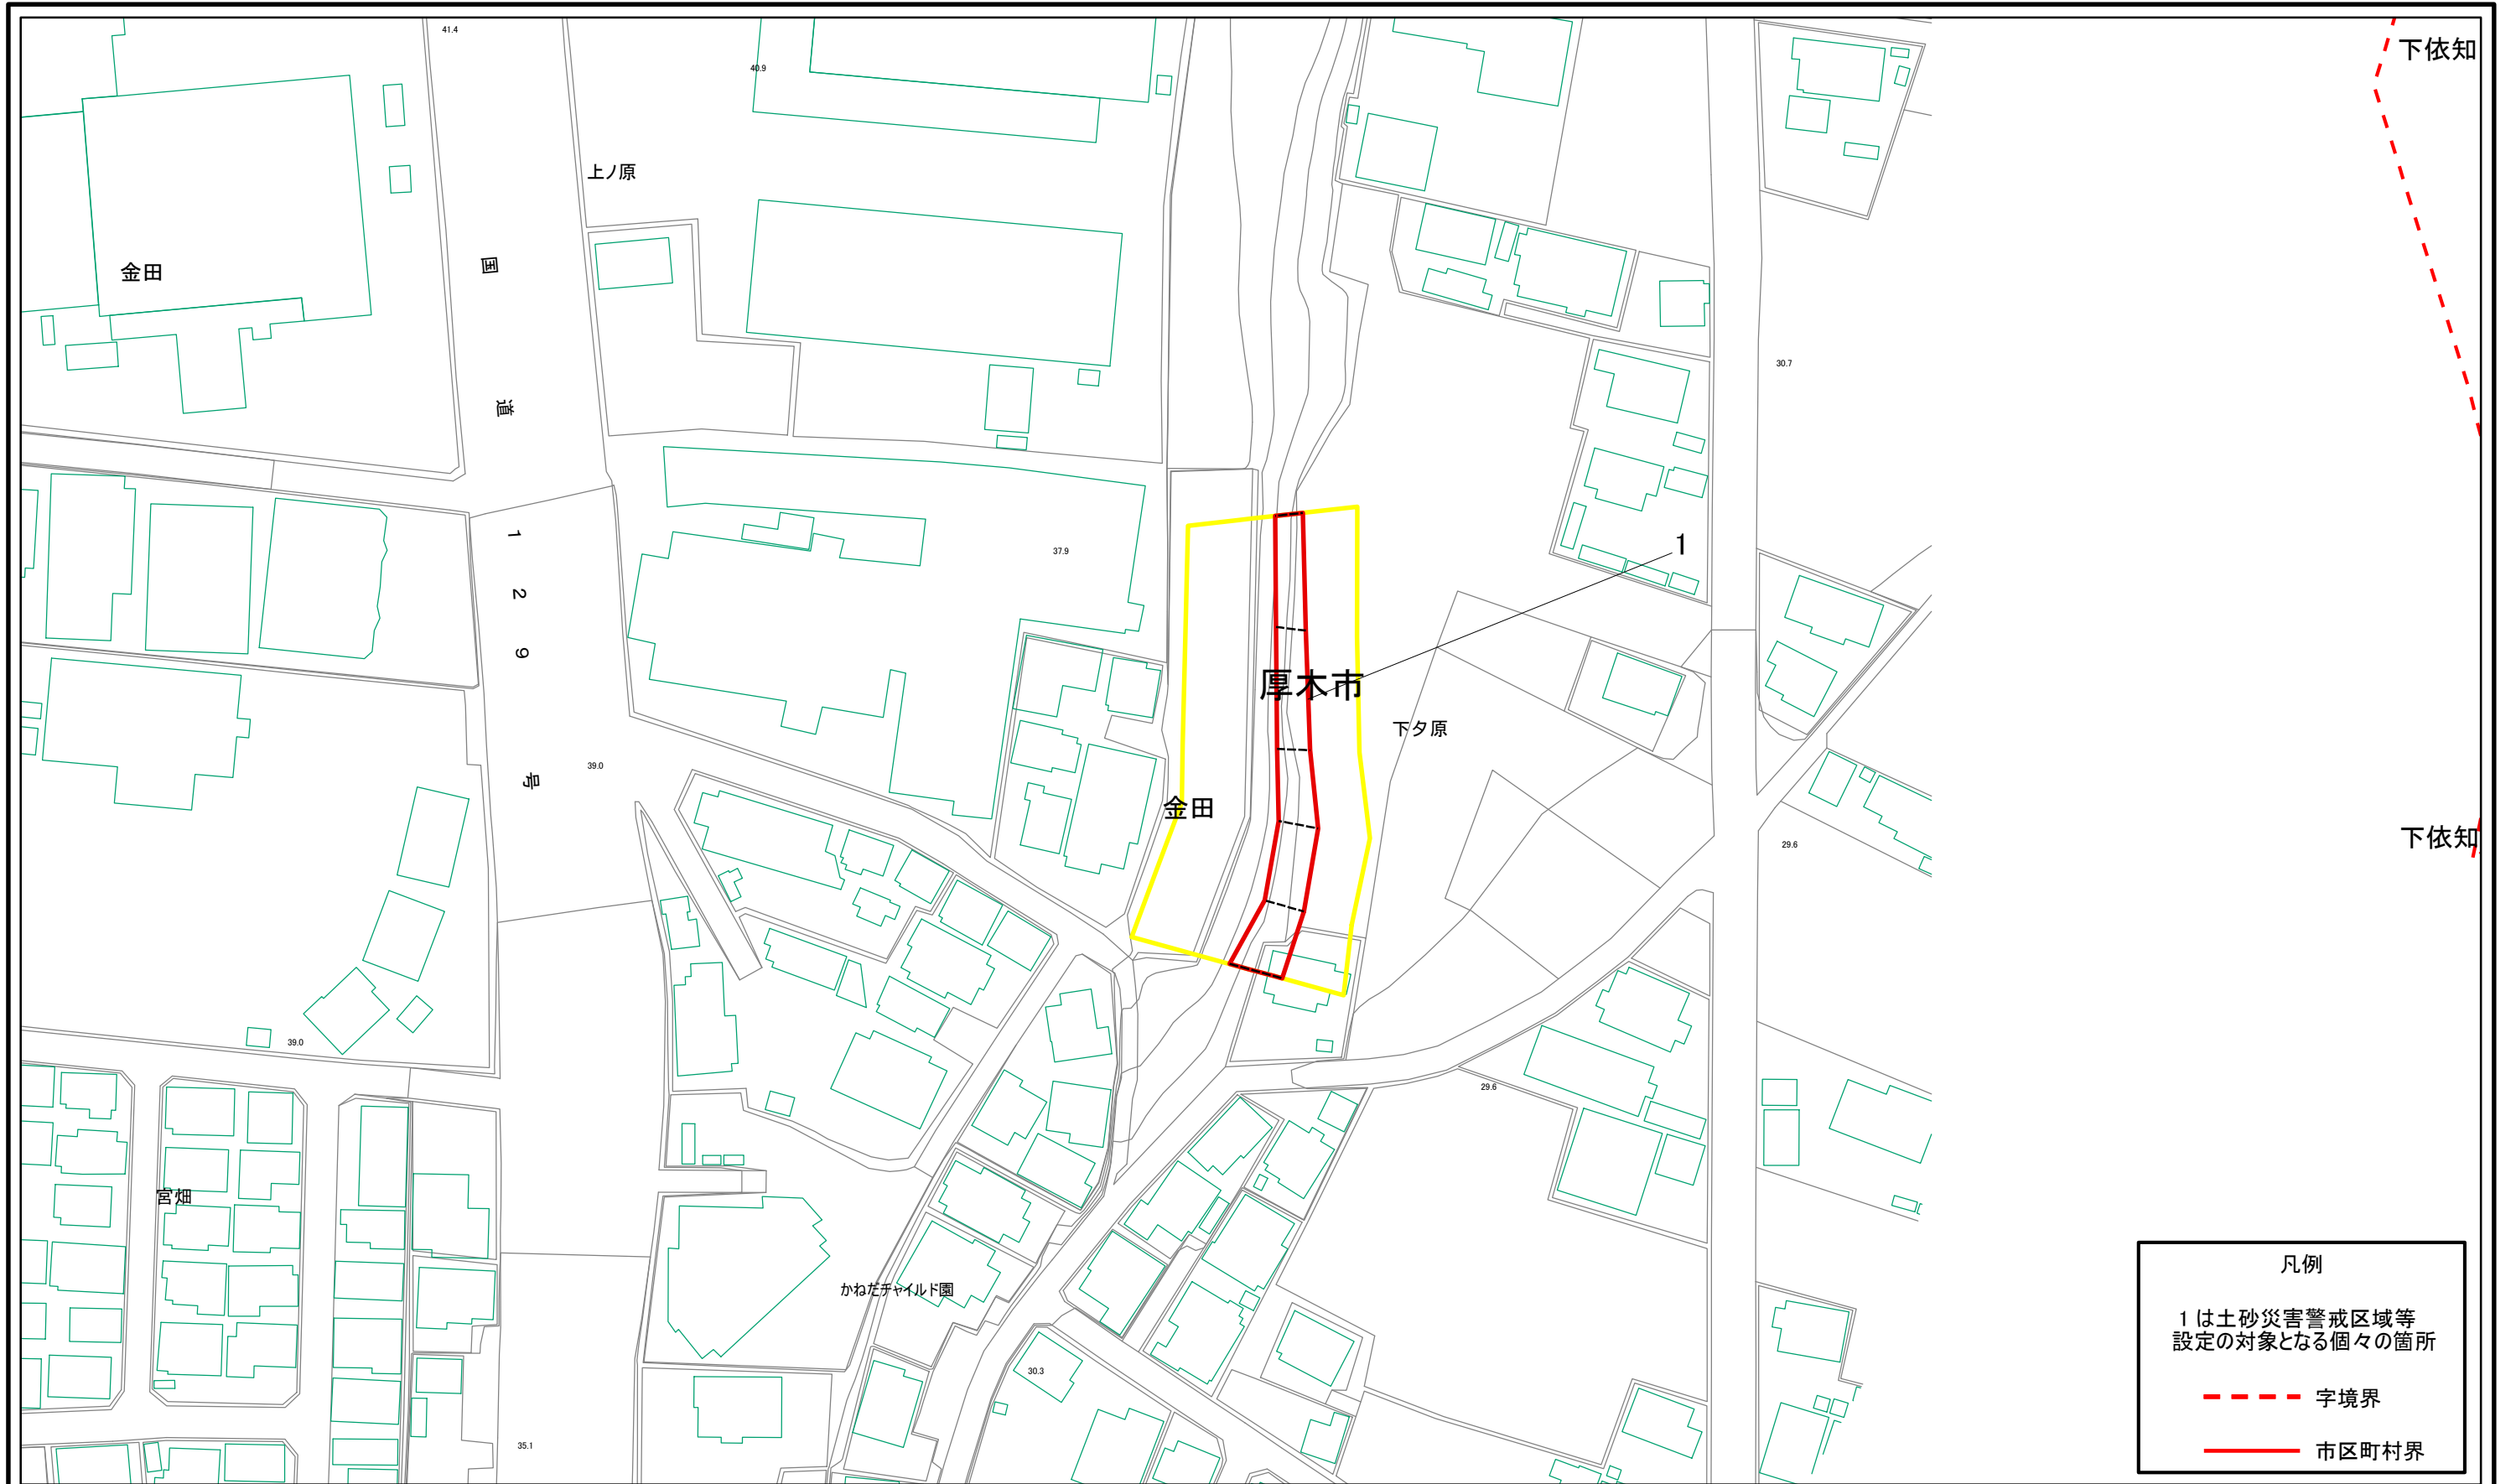 41.4
40.9
下依知
上ノ原
金田
国道129号
30.7
1
37.9
厚木市
下夕原
39.0
金田
下依知
29.6
39.0
29.6
宮畑
かねだチャイルド園
30.3
35.1
凡例
1は土砂災害警戒区域等
設定の対象となる個々の箇所
字境界
市区町村界